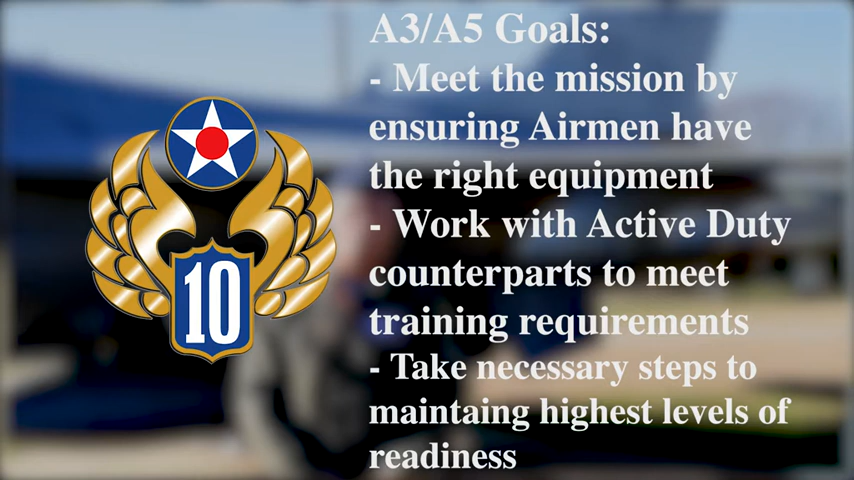 A3/A5 Goals:
- Meet the mission by
ensuring Airmen have
the right equipment
- Work with Active Duty
counterparts to meet
training requirements
- Take necessary steps to
maintaing highest levels of
readiness
10